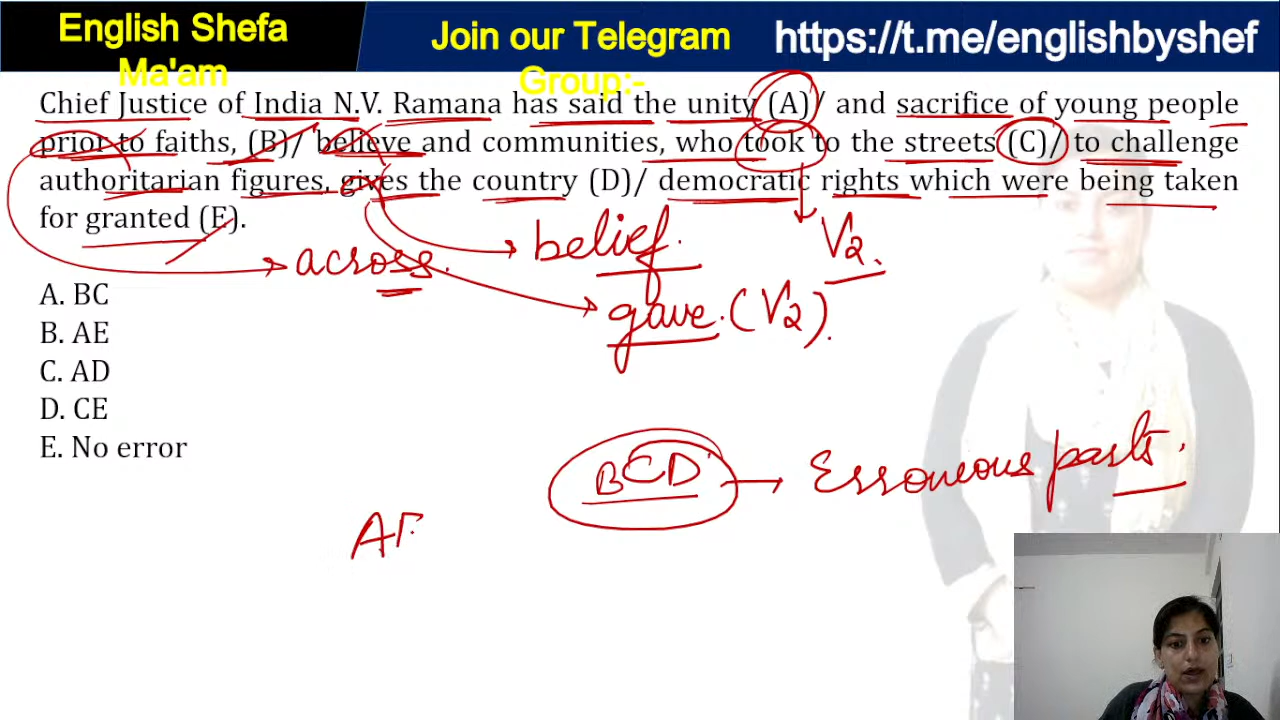 English Shefa Ma'am
Join our Telegram Group:-
https://t.me/englishbyshef
Chief Justice of India N.V. Ramana has said the unity (A)/ and sacrifice of young people
prior to faiths, (B)/ believe and communities, who took to the streets (C)/ to challenge
authoritarian figures, gives the country (D)/ democratic rights which were being taken
for granted (E).
belief.
V2.
across.
gave. (V2).
A. BC
B. AE
C. AD
D. CE
E. No error
BCD → Erroneous parts.